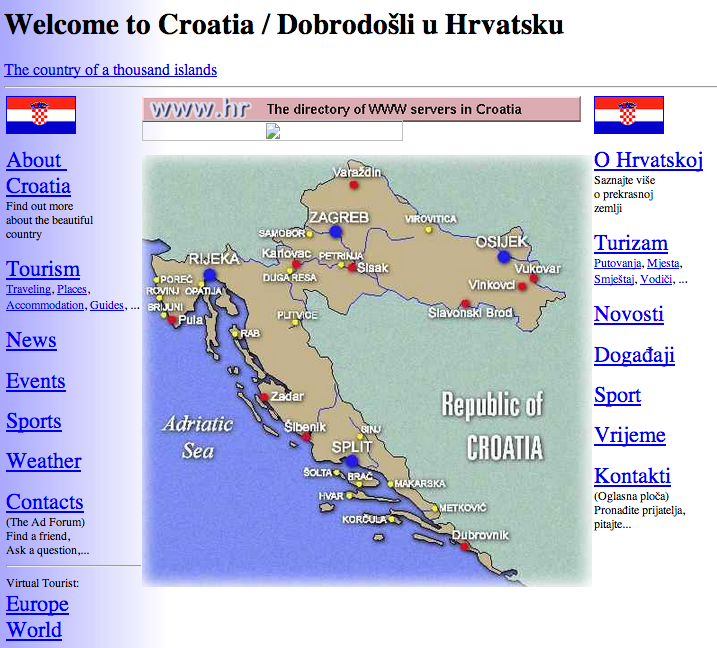 Welcome to Croatia / Dobrodošli u Hrvatsku
The country of a thousand islands
www.hr The directory of WWW servers in Croatia
About
Croatia
Find out more
about the beautiful
country
Tourism
Traveling, Places,
Accommodation, Guides, ...
News
Events
Sports
Weather
Contacts
(The Ad Forum)
Find a friend,
Ask a question,...
Virtual Tourist:
Europe
World
Varaždin
ZAGREB
VIROVITICA
SAMOBOR
OSIJEK
Karlovac
PETRINJA
RIJEKA
Sisak
Vukovar
DUGA RESA
POREČ
Vinkovci
ROVINJ
OPATIJA
BRIJUNI
Pula
PLITVICE
Slavonski Brod
RAB
Zadar
Republic of
CROATIA
Adriatic
Sea
Šibenik
SINJ
SPLIT
ŠOLTA
BRAČ
MAKARSKA
HVAR
METKOVIĆ
KORČULA
Dubrovnik
O Hrvatskoj
Saznajte više
o prekrasnoj
zemlji
Turizam
Putovanja, Mjesta,
Smještaj, Vodiči, ...
Novosti
Događaji
Sport
Vrijeme
Kontakti
(Oglasna ploča)
Pronađite prijatelja,
pitajte...